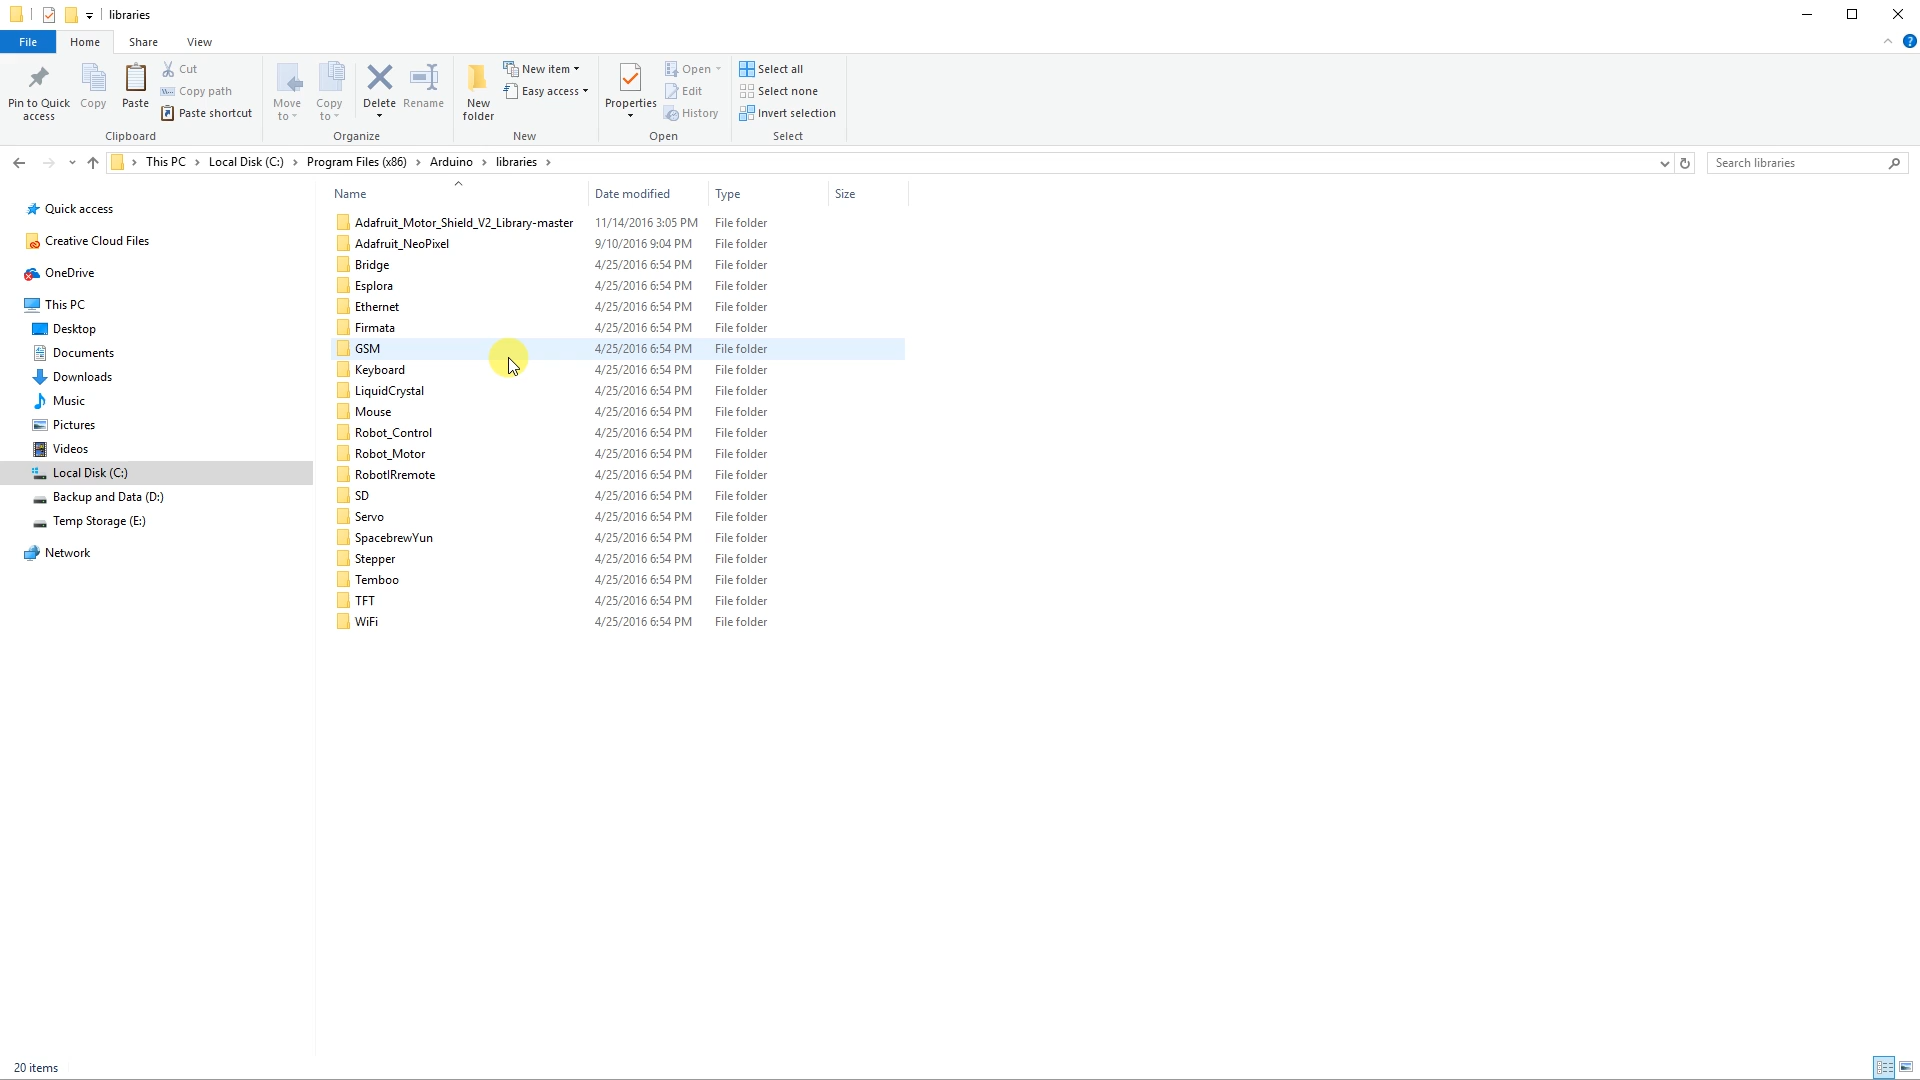 libraries
File Home Share View
Pin to Quick access
Copy
Paste
Cut
Copy path
Paste shortcut
Clipboard
Move to
Copy to
Delete
Rename
Organize
New folder
New item
Easy access
New
Properties
Open
Edit
History
Open
Select all
Select none
Invert selection
Select
This PC Local Disk (C:) Program Files (x86) Arduino libraries
Search libraries
Quick access
Creative Cloud Files
OneDrive
This PC
Desktop
Documents
Downloads
Music
Pictures
Videos
Local Disk (C:)
Backup and Data (D:)
Temp Storage (E:)
Network
Name Date modified Type Size
Adafruit_Motor_Shield_V2_Library-master 11/14/2016 3:05 PM File folder
Adafruit_NeoPixel 9/10/2016 9:04 PM File folder
Bridge 4/25/2016 6:54 PM File folder
Esplora 4/25/2016 6:54 PM File folder
Ethernet 4/25/2016 6:54 PM File folder
Firmata 4/25/2016 6:54 PM File folder
GSM 4/25/2016 6:54 PM File folder
Keyboard 4/25/2016 6:54 PM File folder
LiquidCrystal 4/25/2016 6:54 PM File folder
Mouse 4/25/2016 6:54 PM File folder
Robot_Control 4/25/2016 6:54 PM File folder
Robot_Motor 4/25/2016 6:54 PM File folder
RobotIRremote 4/25/2016 6:54 PM File folder
SD 4/25/2016 6:54 PM File folder
Servo 4/25/2016 6:54 PM File folder
SpacebrewYun 4/25/2016 6:54 PM File folder
Stepper 4/25/2016 6:54 PM File folder
Temboo 4/25/2016 6:54 PM File folder
TFT 4/25/2016 6:54 PM File folder
WiFi 4/25/2016 6:54 PM File folder
20 items